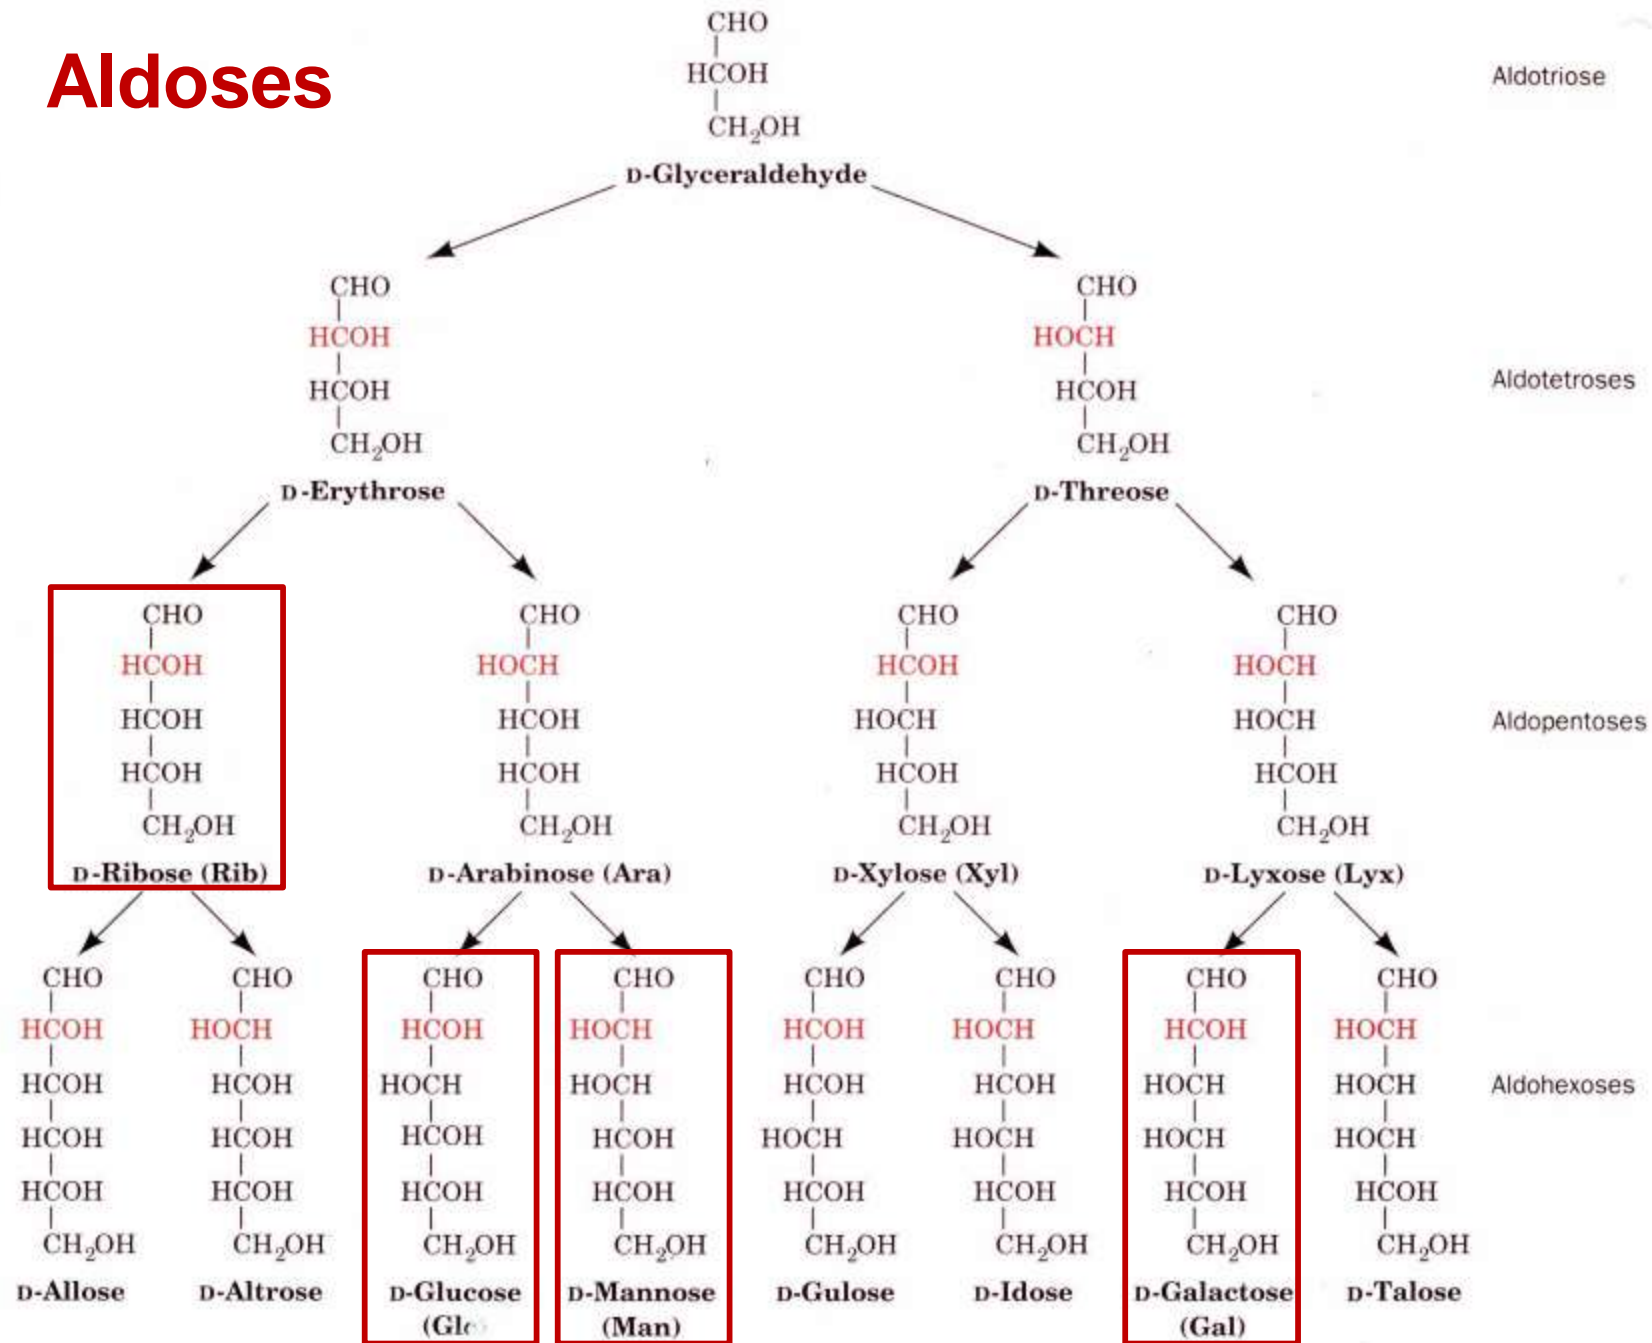 Aldoses
CHO
HCOH
CH₂OH
D-Glyceraldehyde
Aldotriose
CHO
HCOH
HCOH
CH₂OH
D-Erythrose
CHO
HOCH
HCOH
CH₂OH
D-Threose
Aldotetroses
CHO
HCOH
HCOH
HCOH
CH₂OH
D-Ribose (Rib)
CHO
HOCH
HCOH
HCOH
CH₂OH
D-Arabinose (Ara)
CHO
HCOH
HOCH
HCOH
CH₂OH
D-Xylose (Xyl)
CHO
HOCH
HOCH
HCOH
CH₂OH
D-Lyxose (Lyx)
Aldopentoses
CHO
HCOH
HCOH
HCOH
HCOH
CH₂OH
D-Allose
CHO
HOCH
HCOH
HCOH
HCOH
CH₂OH
D-Altrose
CHO
HCOH
HOCH
HCOH
HCOH
CH₂OH
D-Glucose
CHO
HOCH
HOCH
HCOH
HCOH
CH₂OH
D-Mannose
(Man)
CHO
HCOH
HCOH
HOCH
HCOH
CH₂OH
D-Gulose
CHO
HOCH
HCOH
HOCH
HCOH
CH₂OH
D-Idose
CHO
HCOH
HOCH
HOCH
HCOH
CH₂OH
D-Galactose
(Gal)
CHO
HOCH
HOCH
HOCH
HCOH
CH₂OH
D-Talose
Aldohexoses